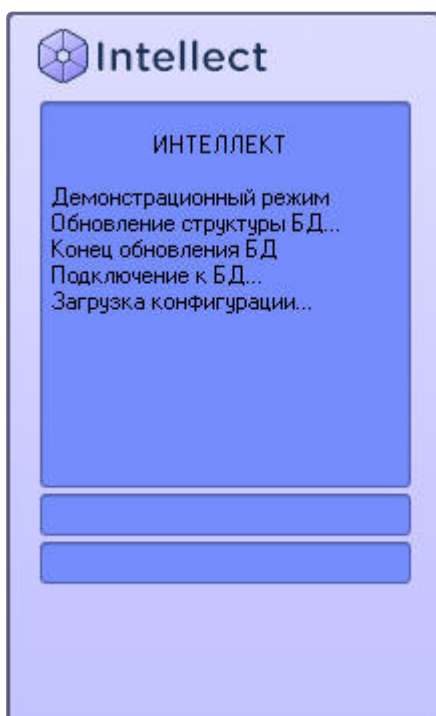 Intellect
ИНТЕЛЛЕКТ
Демонстрационный режим
Обновление структуры БД...
Конец обновления БД
Подключение к БД...
Загрузка конфигурации...